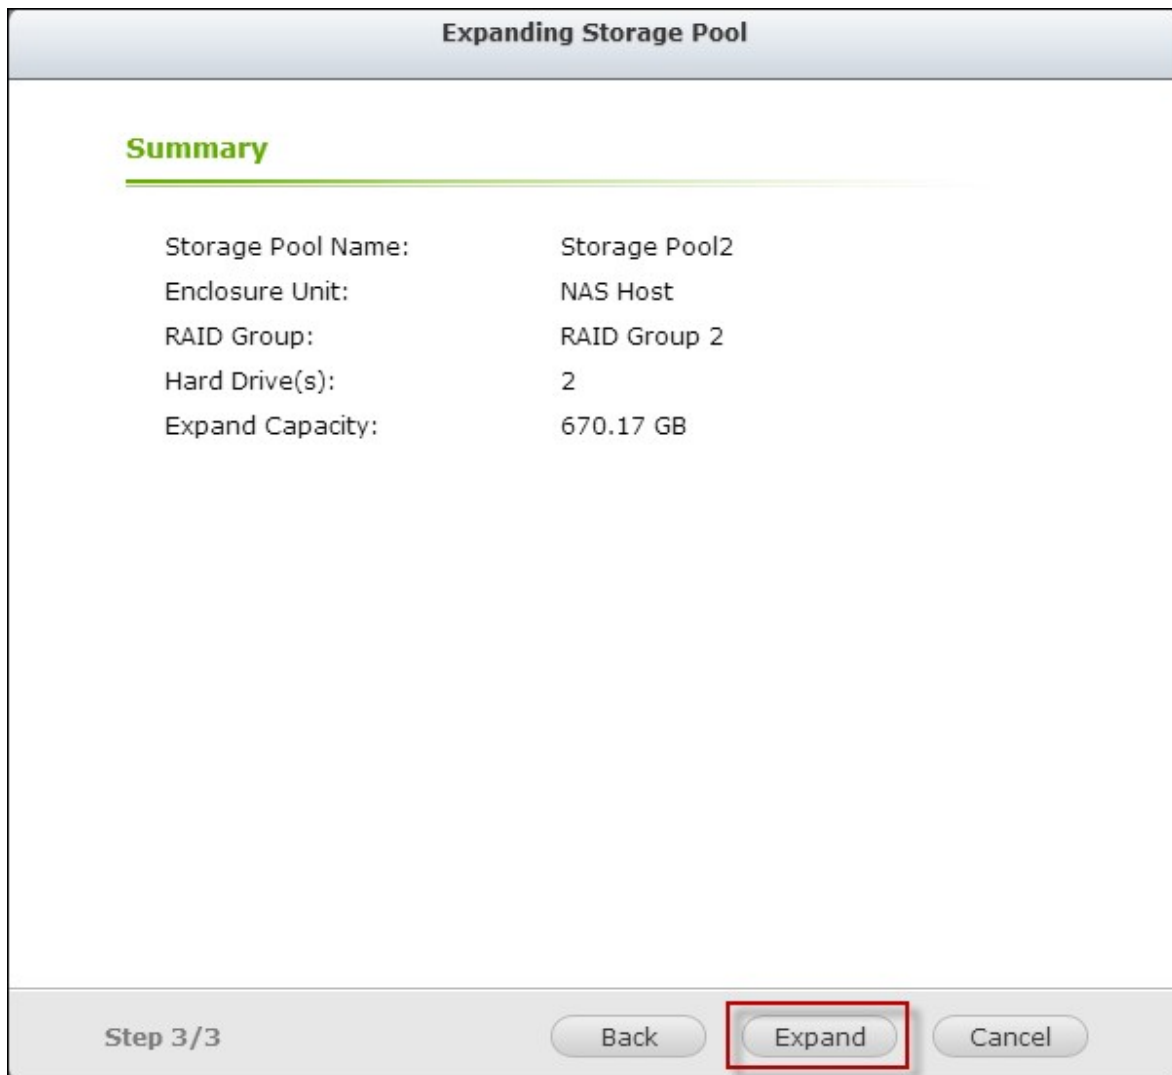 Expanding Storage Pool
Summary
Storage Pool Name: Storage Pool2
Enclosure Unit: NAS Host
RAID Group: RAID Group 2
Hard Drive(s): 2
Expand Capacity: 670.17 GB
Step 3/3 Back Expand Cancel